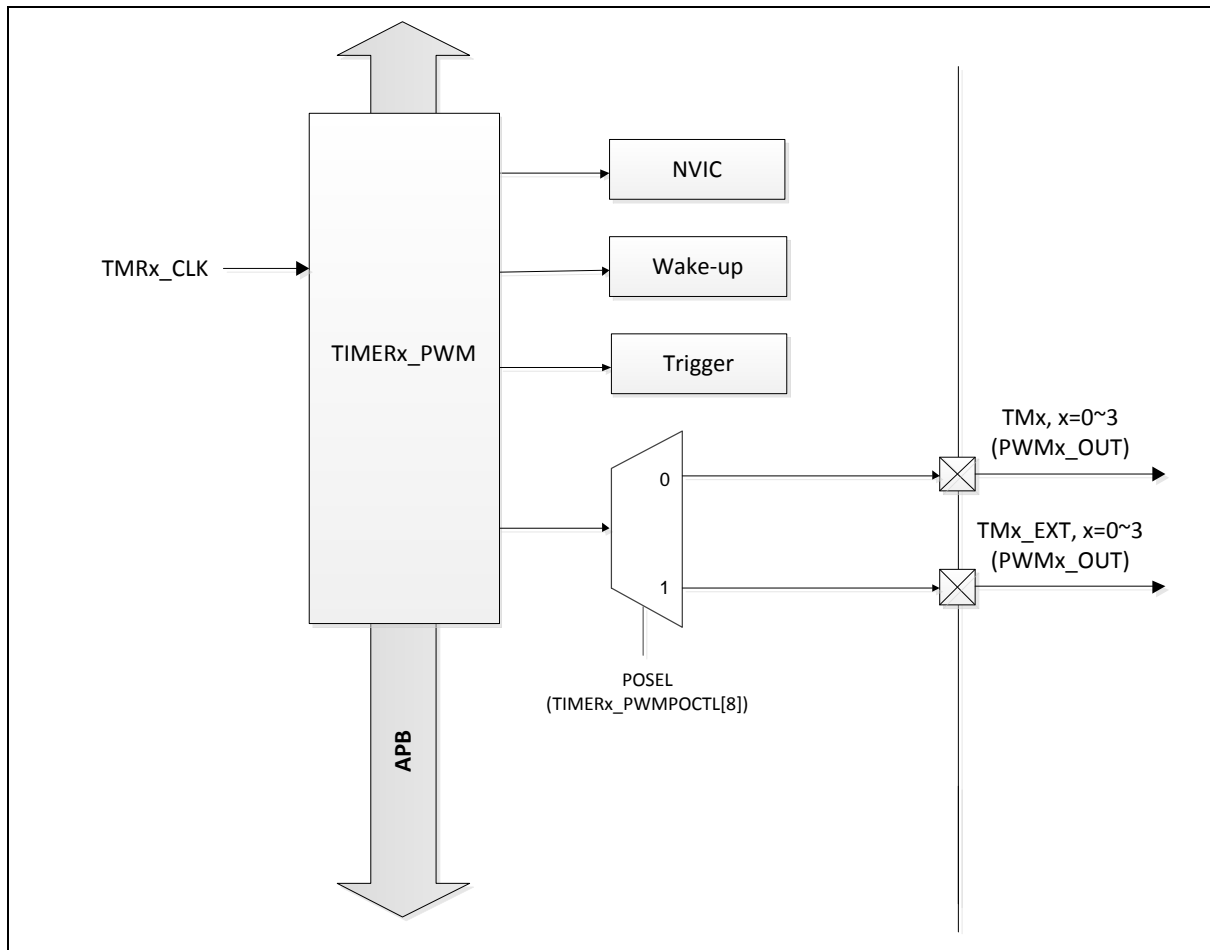 NVIC
TMRx_CLK
Wake-up
TIMERx_PWM
Trigger
TMx, x=0~3
(PWMx_OUT)
0
TMx_EXT, x=0~3
(PWMx_OUT)
1
POSEL
(TIMERx_PWMPOCTL[8])
APB